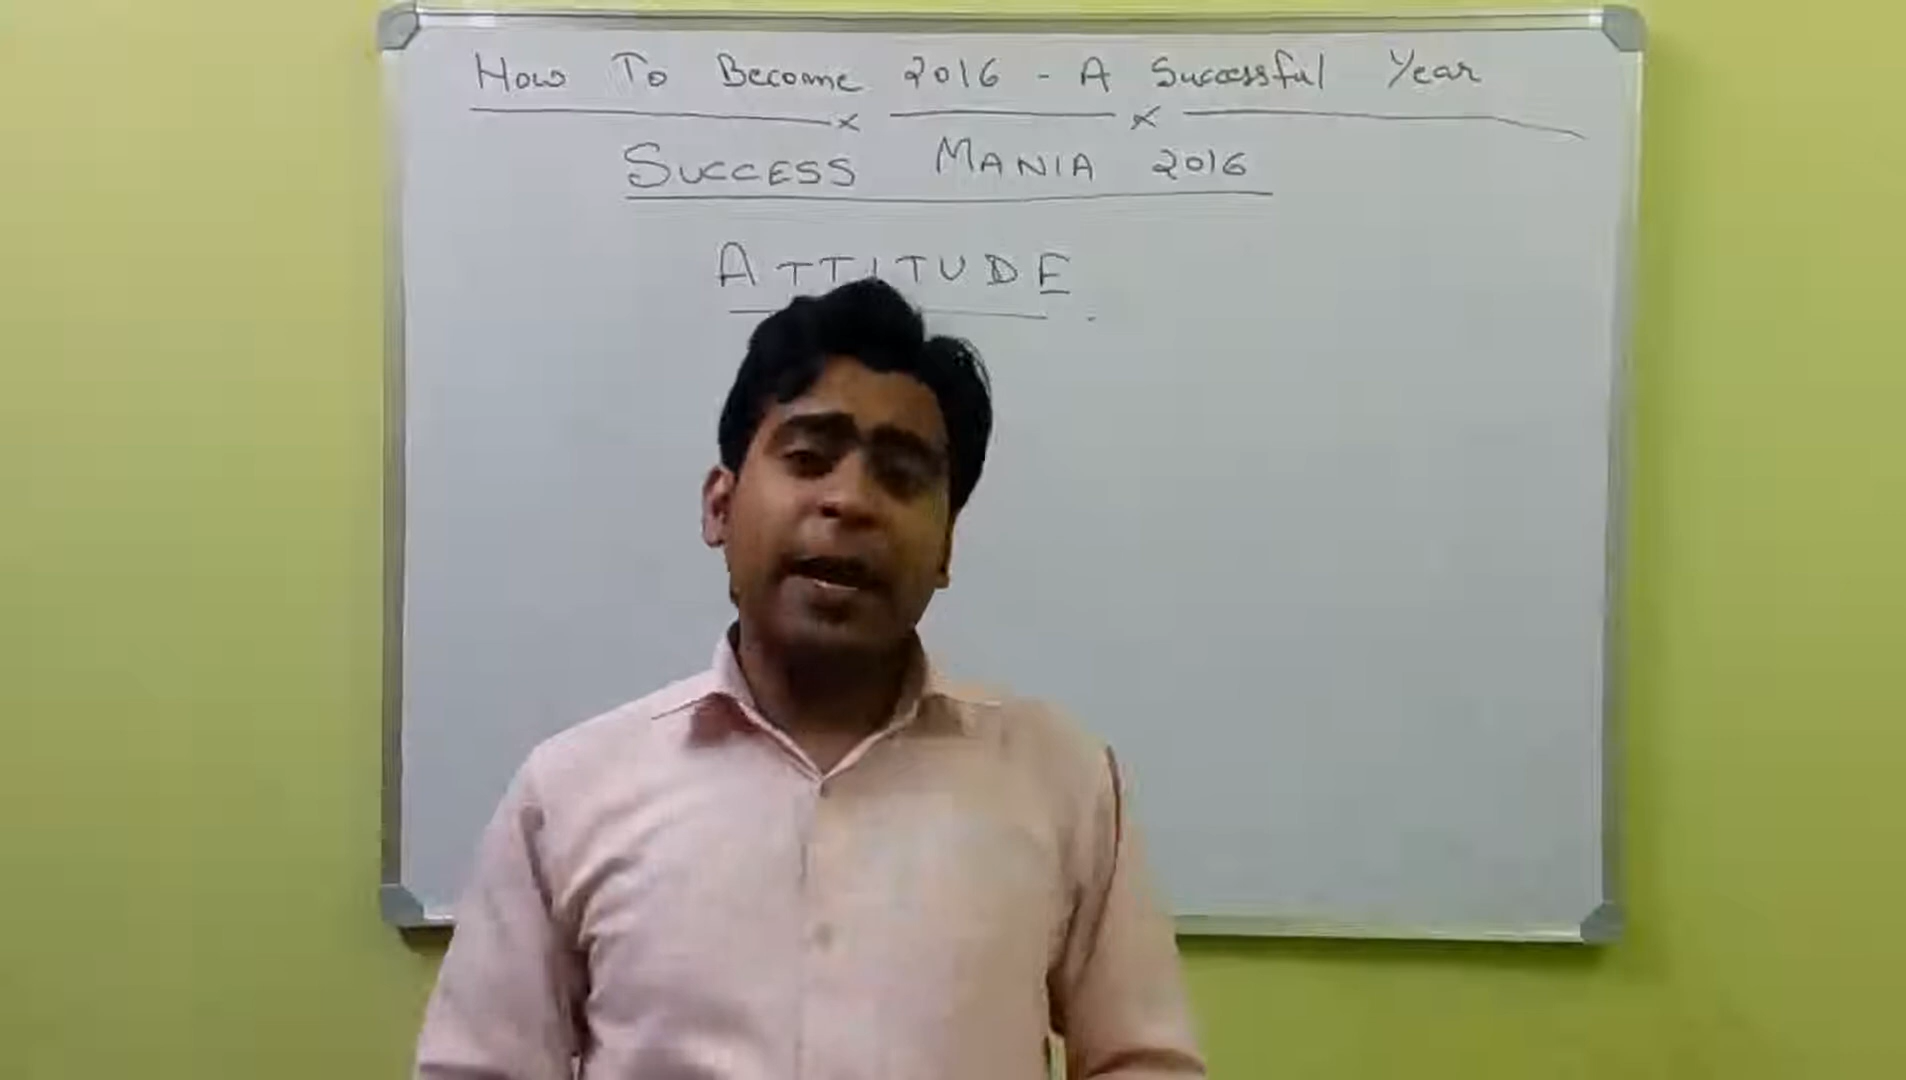 How To Become 2016 - A Successful Year
SUCCESS MANIA 2016
ATTITUDE.